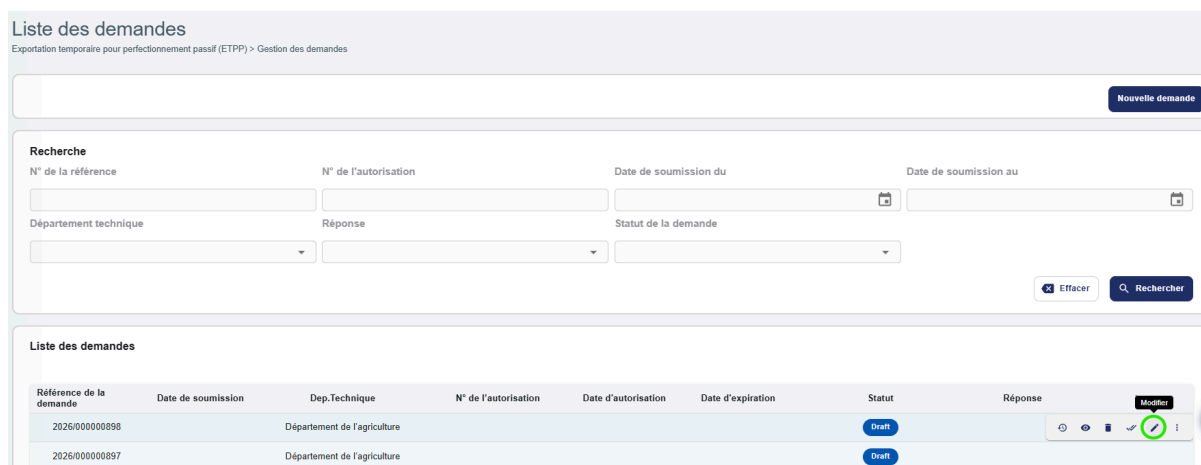 Liste des demandes
Exportation temporaire pour perfectionnement passif (ETPP) > Gestion des demandes
Nouvelle demande
Recherche
N° de la référence N° de l'autorisation Date de soumission du Date de soumission au
Département technique Réponse Statut de la demande
Effacer Rechercher
Liste des demandes
Référence de la demande Date de soumission Dep.Technique N° de l'autorisation Date d'autorisation Date d'expiration Statut Réponse
Modifier
2026/000000898 Département de l'agriculture Draft
2026/000000897 Département de l'agriculture Draft